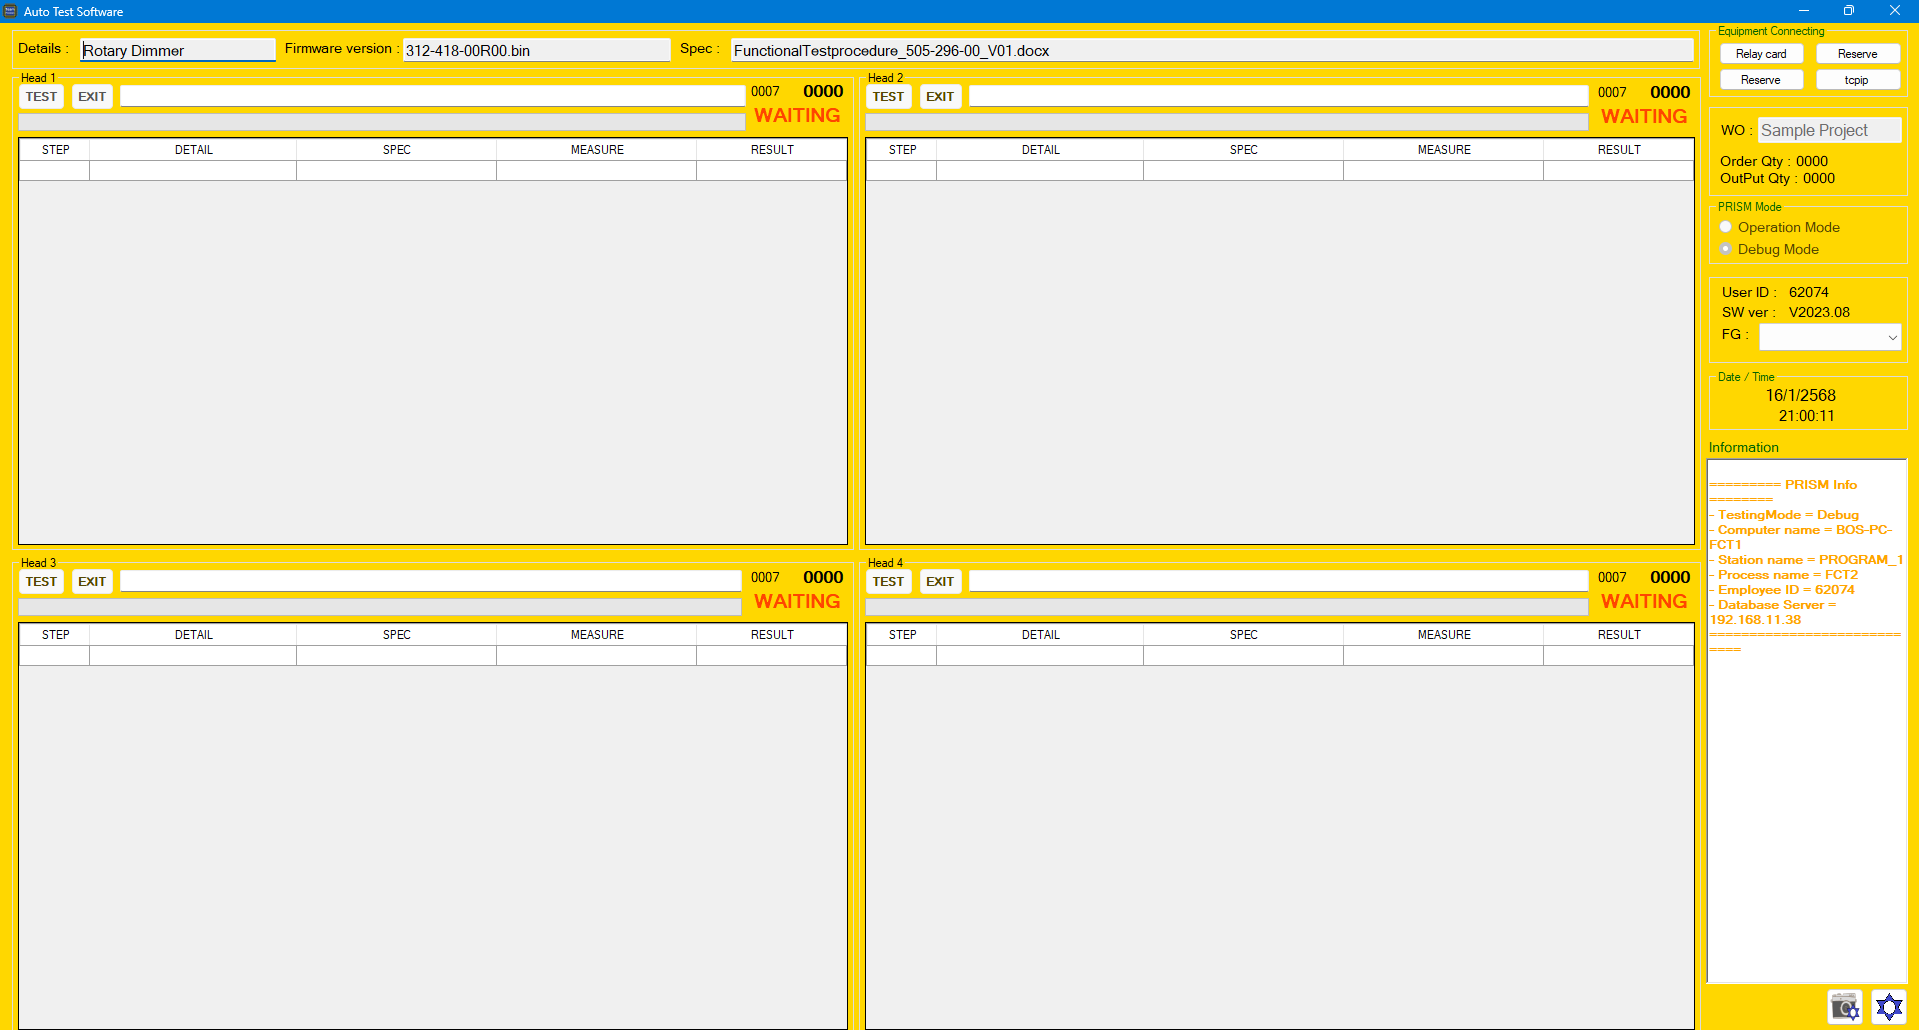 Auto Test Software
Details : Rotary Dimmer Firmware version : 312-418-00R00.bin Spec : FunctionalTestprocedure_505-296-00_V01.docx
Head 1
TEST EXIT 0007 0000
WAITING
STEP DETAIL SPEC MEASURE RESULT
Head 2
TEST EXIT 0007 0000
WAITING
STEP DETAIL SPEC MEASURE RESULT
Head 3
TEST EXIT 0007 0000
WAITING
STEP DETAIL SPEC MEASURE RESULT
Head 4
TEST EXIT 0007 0000
WAITING
STEP DETAIL SPEC MEASURE RESULT
Equipment Connecting
Relay card Reserve
Reserve tcpip
WO : Sample Project
Order Qty : 0000
OutPut Qty : 0000
PRISM Mode
Operation Mode
Debug Mode
User ID : 62074
SW ver : V2023.08
FG :
Date / Time
16/1/2568
21:00:11
Information
========= PRISM Info
========
- TestingMode = Debug
- Computer name = BOS-PC-
FCT1
- Station name = PROGRAM_1
- Process name = FCT2
- Employee ID = 62074
- Database Server =
192.168.11.38
========================
====